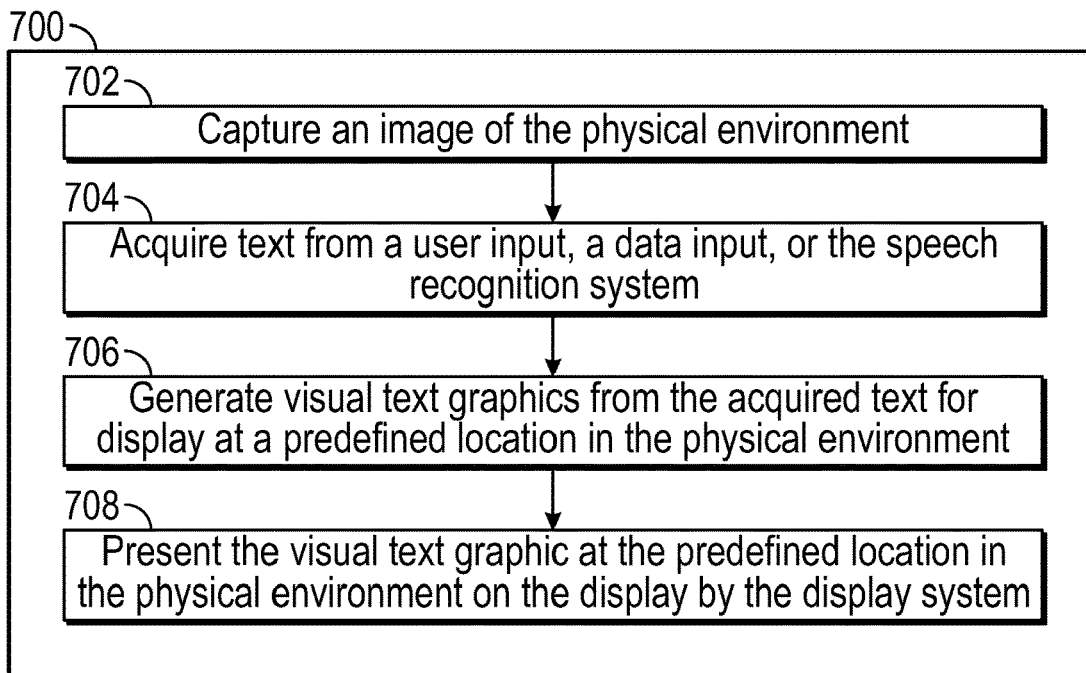 700
702
Capture an image of the physical environment
704
Acquire text from a user input, a data input, or the speech
recognition system
706
Generate visual text graphics from the acquired text for
display at a predefined location in the physical environment
708
Present the visual text graphic at the predefined location in
the physical environment on the display by the display system